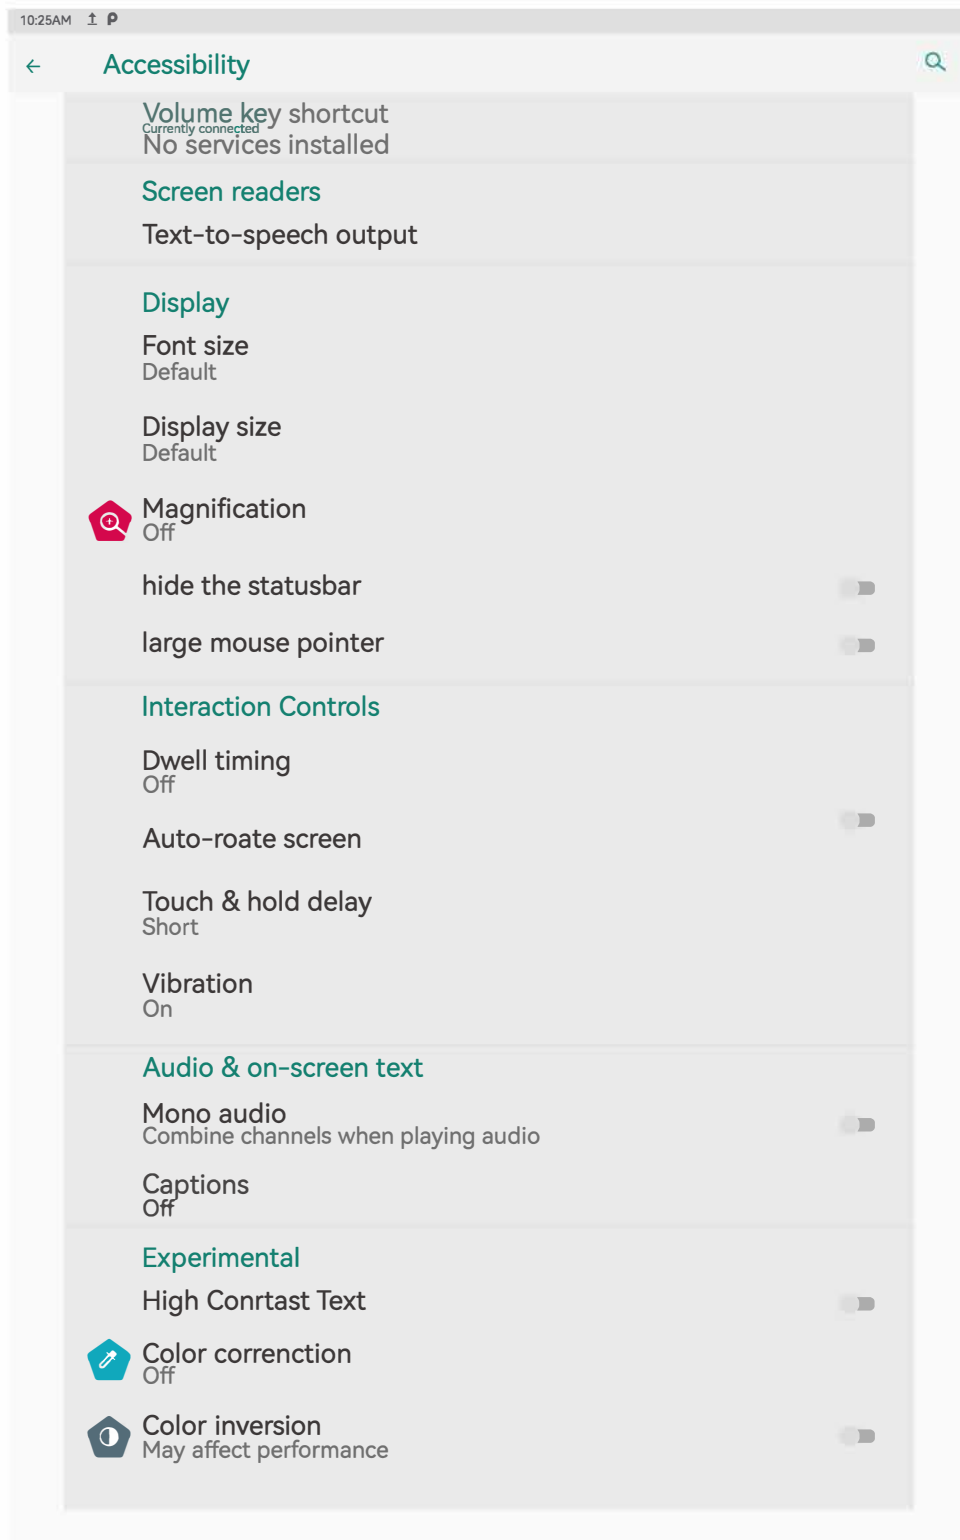 10:25AM
Accessibility
Volume key shortcut
Currently connected
No services installed
Screen readers
Text-to-speech output
Display
Font size
Default
Display size
Default
Magnification
Off
hide the statusbar
large mouse pointer
Interaction Controls
Dwell timing
Off
Auto-roate screen
Touch & hold delay
Short
Vibration
On
Audio & on-screen text
Mono audio
Combine channels when playing audio
Captions
Off
Experimental
High Conrtast Text
Color correnction
Off
Color inversion
May affect performance